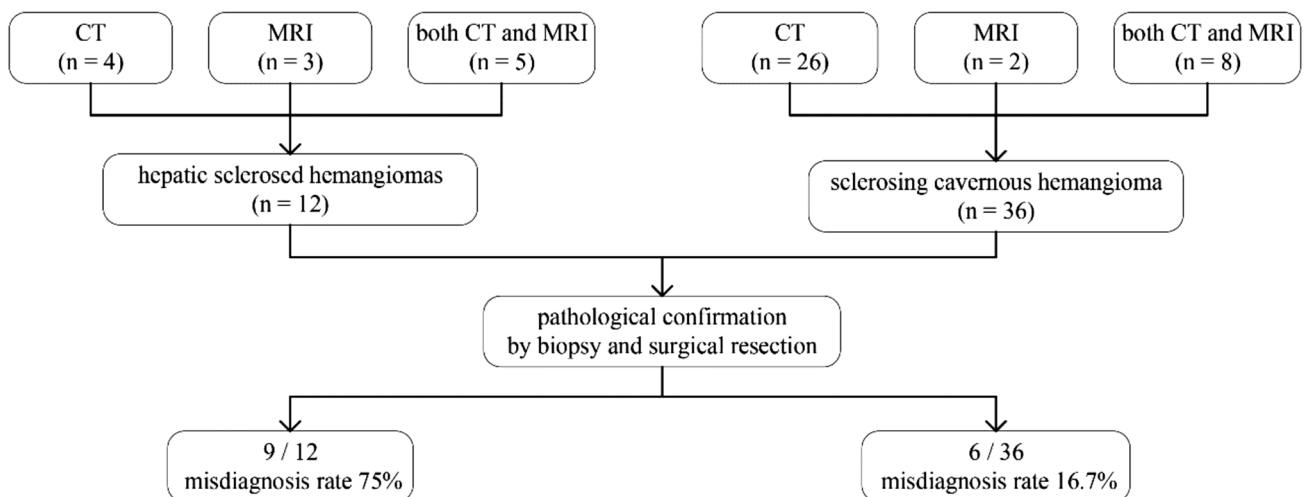 CT
(n = 4)
MRI
(n = 3)
both CT and MRI
(n = 5)
CT
(n = 26)
MRI
(n = 2)
both CT and MRI
(n = 8)
hepatic sclerosed hemangiomas
(n = 12)
sclerosing cavernous hemangioma
(n = 36)
pathological confirmation
by biopsy and surgical resection
9 / 12
misdiagnosis rate 75%
6 / 36
misdiagnosis rate 16.7%